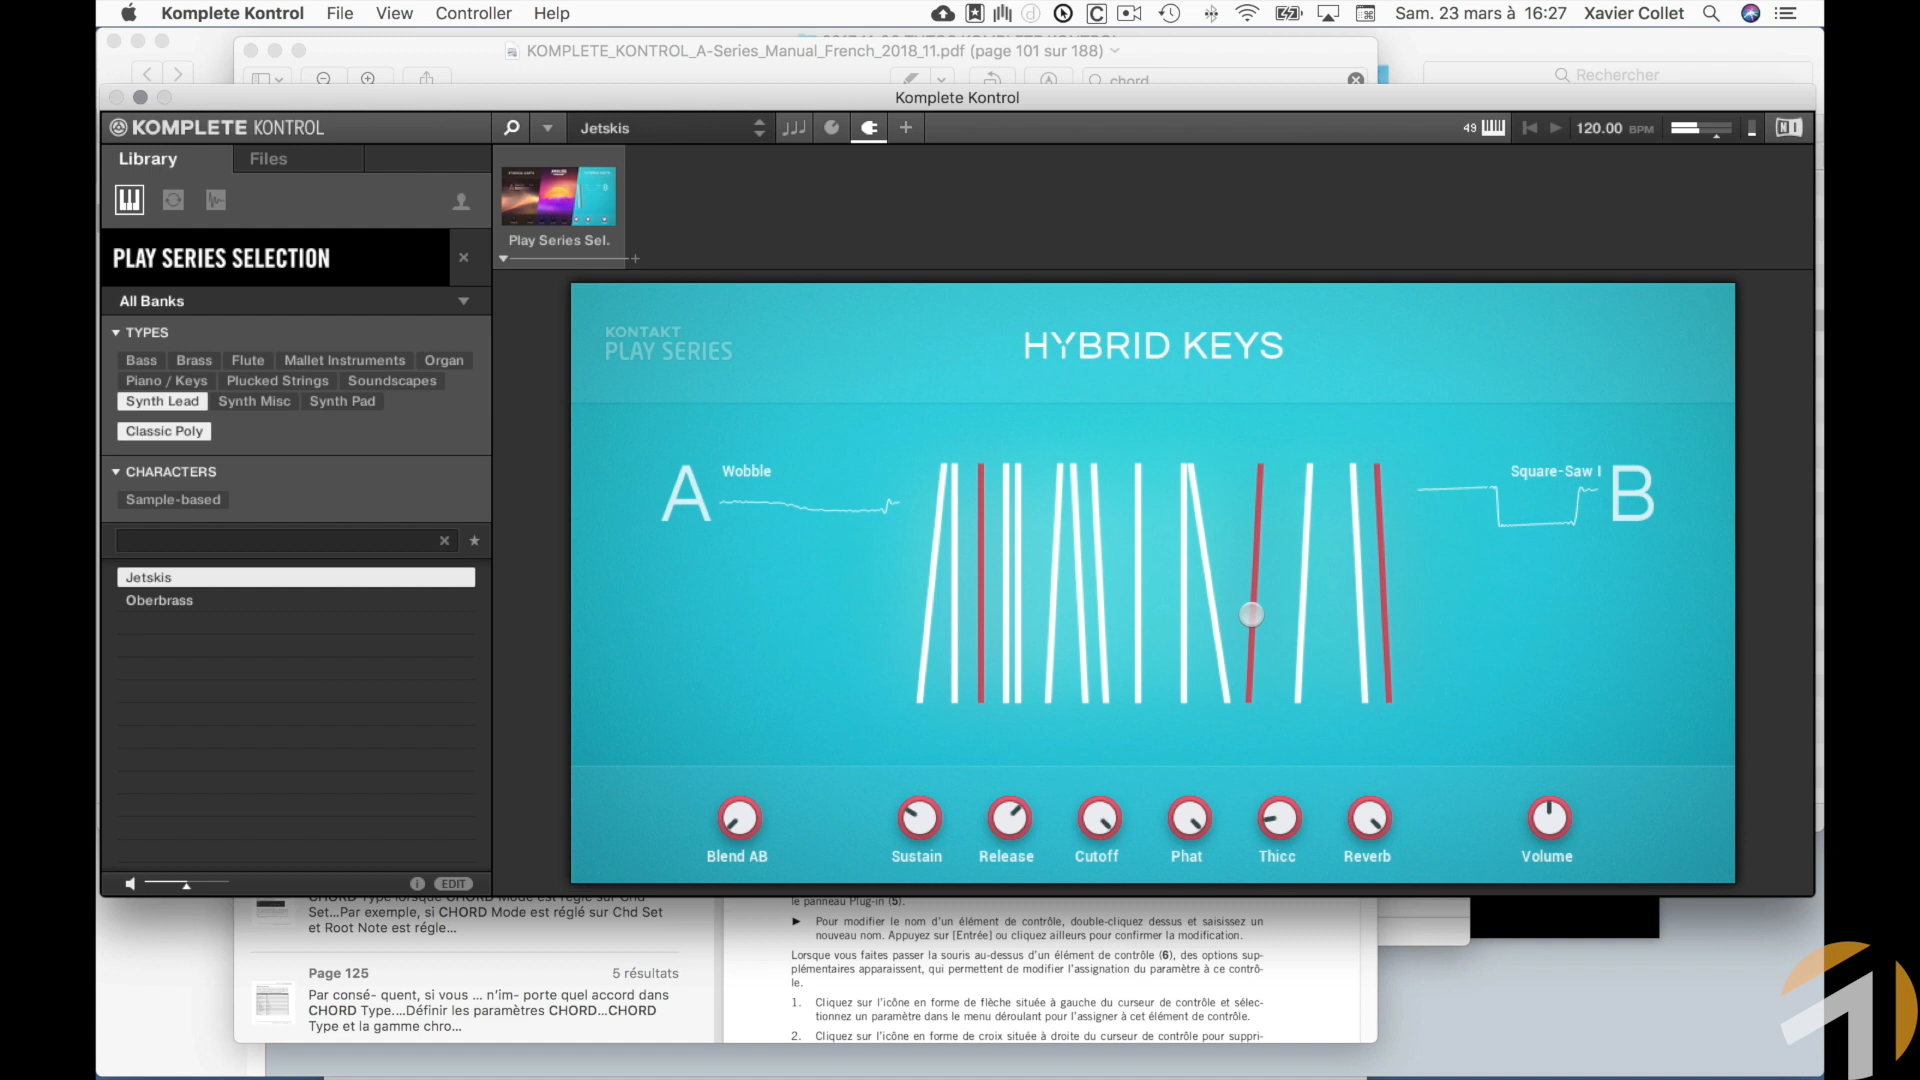 Komplete Kontrol File View Controller Help
Sam. 23 mars à 16:27 Xavier Collet
KOMPLETE_KONTROL_A-Series_Manual_French_2018_11.pdf (page 101 sur 188)
chord
Rechercher
Komplete Kontrol
KOMPLETE KONTROL
Jetskis
49
120.00 BPM
Library
Files
Play Series Sel.
PLAY SERIES SELECTION
All Banks
TYPES
Bass Brass Flute Mallet Instruments Organ
Piano / Keys Plucked Strings Soundscapes
Synth Lead Synth Misc Synth Pad
Classic Poly
CHARACTERS
Sample-based
Jetskis
Oberbrass
EDIT
KONTAKT
PLAY SERIES
HYBRID KEYS
A
Wobble
Square-Saw I
B
Blend AB
Sustain
Release
Cutoff
Phat
Thicc
Reverb
Volume
CHORD Type lorsque CHORD Mode est réglé sur Chd
Set...Par exemple, si CHORD Mode est réglé sur Chd Set
et Root Note est régle...
Page 125
5 résultats
Par consé- quent, si vous ... n'im- porte quel accord dans
CHORD Type....Définir les paramètres CHORD...CHORD
Type et la gamme chro...
le panneau Plug-in (5).
► Pour modifier le nom d'un élément de contrôle, double-cliquez dessus et saisissez un
nouveau nom. Appuyez sur [Entrée] ou cliquez ailleurs pour confirmer la modification.
Lorsque vous faites passer la souris au-dessus d'un élément de contrôle (6), des options sup-
plémentaires apparaissent, qui permettent de modifier l'assignation du paramètre à ce contrô-
le.
1. Cliquez sur l'icône en forme de flèche située à gauche du curseur de contrôle et sélec-
tionnez un paramètre dans le menu déroulant pour l'assigner à cet élément de contrôle.
2. Cliquez sur l'icône en forme de croix située à droite du curseur de contrôle pour suppri-